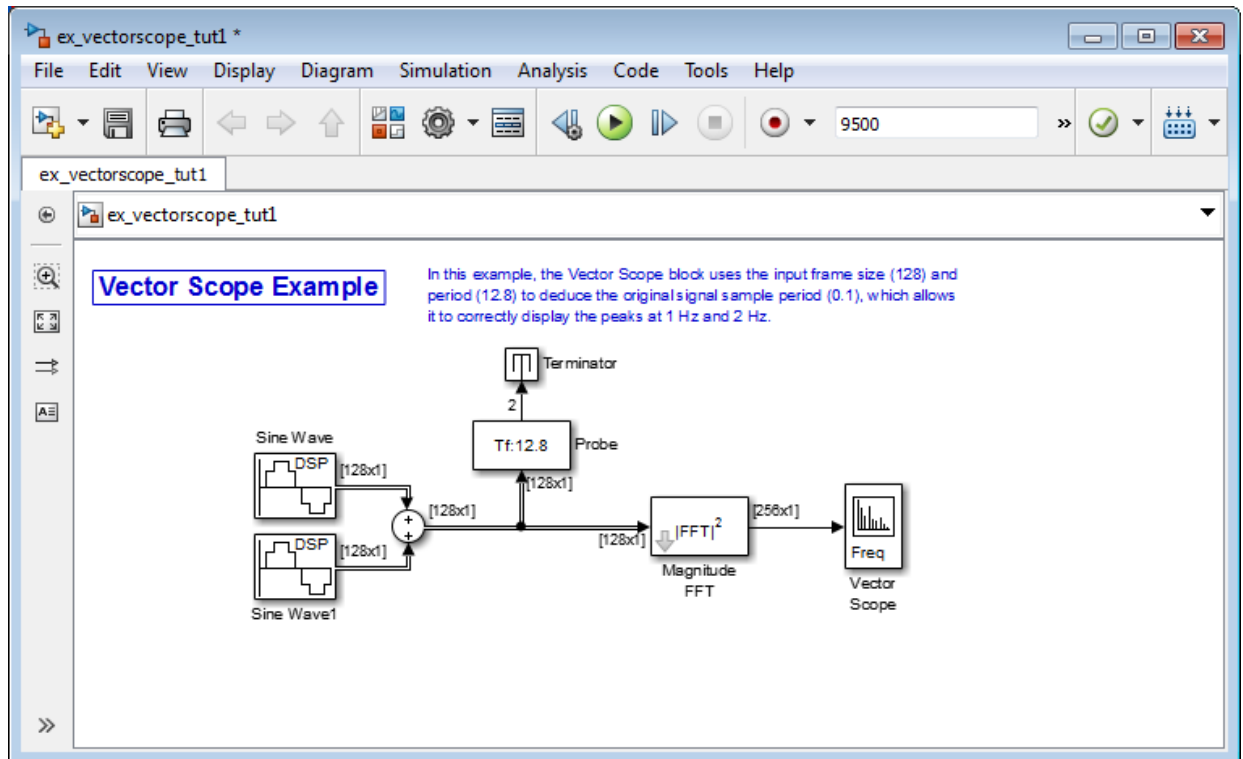 ex_vectorscope_tut1 *
File Edit View Display Diagram Simulation Analysis Code Tools Help
9500
ex_vectorscope_tut1
ex_vectorscope_tut1
Vector Scope Example
In this example, the Vector Scope block uses the input frame size (128) and
period (12.8) to deduce the original signal sample period (0.1), which allows
it to correctly display the peaks at 1 Hz and 2 Hz.
Terminator
2
Tf:12.8
Probe
[128x1]
Sine Wave
DSP
[128x1]
+
+
[128x1]
DSP
[128x1]
Sine Wave1
[128x1]
|FFT|2
Magnitude
FFT
[256x1]
Freq
Vector
Scope
A